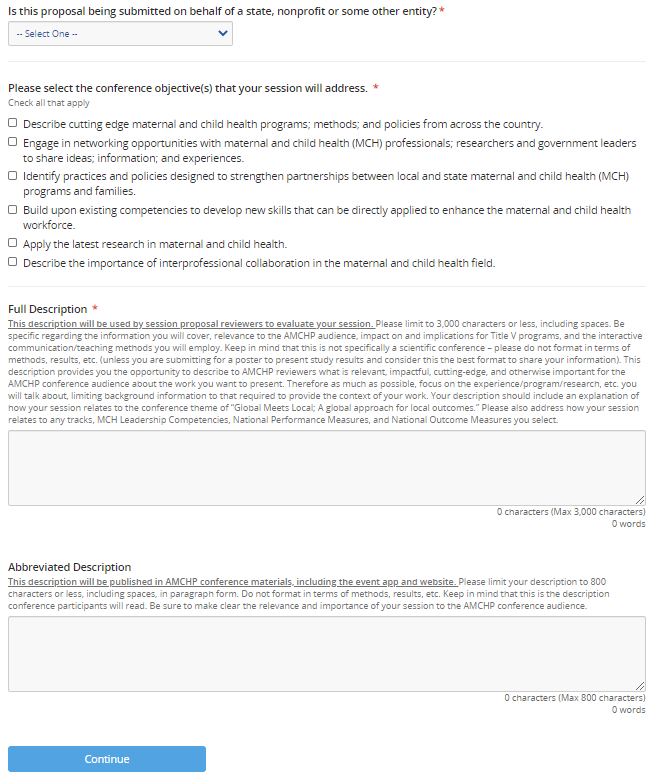 Is this proposal being submitted on behalf of a state, nonprofit or some other entity? *
-- Select One --
Please select the conference objective(s) that your session will address. *
Check all that apply
Describe cutting edge maternal and child health programs; methods; and policies from across the country.
Engage in networking opportunities with maternal and child health (MCH) professionals; researchers and government leaders
to share ideas; information; and experiences.
Identify practices and policies designed to strengthen partnerships between local and state maternal and child health (MCH)
programs and families.
Build upon existing competencies to develop new skills that can be directly applied to enhance the maternal and child health
workforce.
Apply the latest research in maternal and child health.
Describe the importance of interprofessional collaboration in the maternal and child health field.
Full Description *
This description will be used by session proposal reviewers to evaluate your session. Please limit to 3,000 characters or less, including spaces. Be
specific regarding the information you will cover, relevance to the AMCHP audience, impact on and implications for Title V programs, and the interactive
communication/teaching methods you will employ. Keep in mind that this is not specifically a scientific conference – please do not format in terms of
methods, results, etc. (unless you are submitting for a poster to present study results and consider this the best format to share your information). This
description provides you the opportunity to describe to AMCHP reviewers what is relevant, impactful, cutting-edge, and otherwise important for the
AMCHP conference audience about the work you want to present. Therefore as much as possible, focus on the experience/program/research, etc. you
will talk about, limiting background information to that required to provide the context of your work. Your description should include an explanation of
how your session relates to the conference theme of "Global Meets Local; A global approach for local outcomes." Please also address how your session
relates to any tracks, MCH Leadership Competencies, National Performance Measures, and National Outcome Measures you select.
0 characters (Max 3,000 characters)
0 words
Abbreviated Description
This description will be published in AMCHP conference materials, including the event app and website. Please limit your description to 800
characters or less, including spaces, in paragraph form. Do not format in terms of methods, results, etc. Keep in mind that this is the description
conference participants will read. Be sure to make clear the relevance and importance of your session to the AMCHP conference audience.
0 characters (Max 800 characters)
0 words
Continue